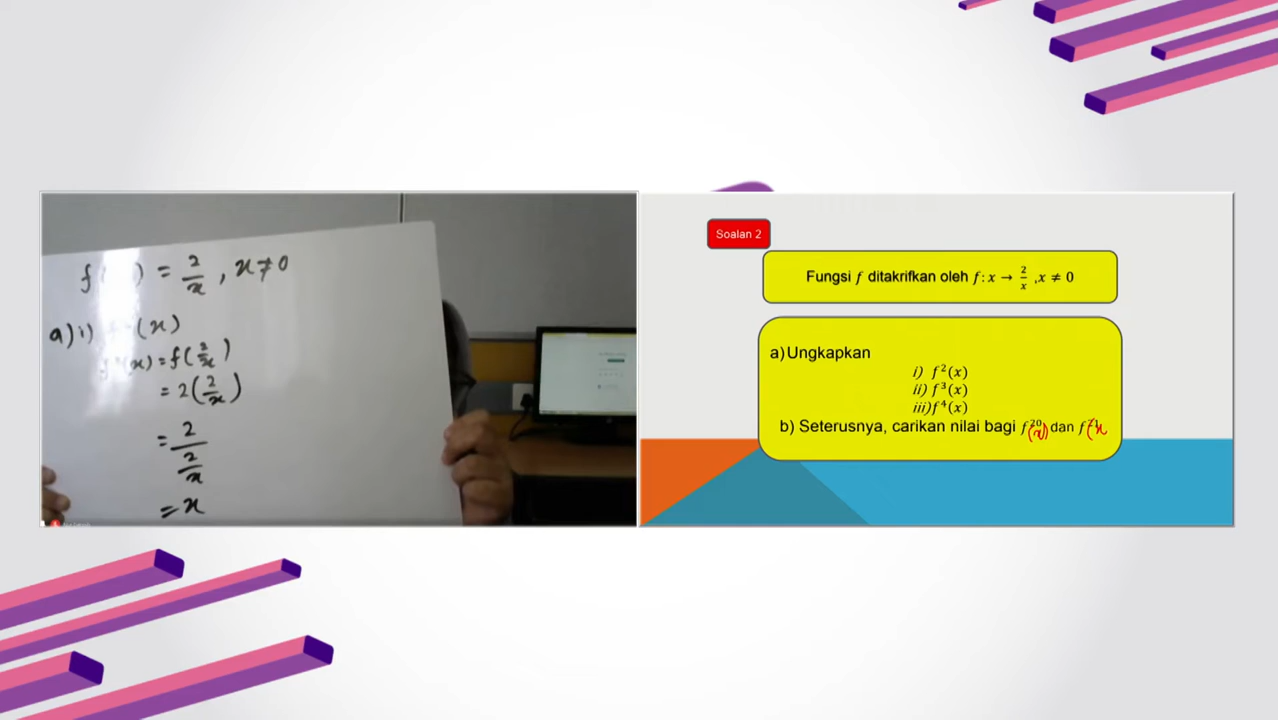 f( ) = 2/x , x ≠ 0
a) i) (x)
(x) = f(2/x)
= 2(2/x)
= 2/(2/x)
= x
Soalan 2
Fungsi f ditakrifkan oleh f: x → 2/x ,x ≠ 0
a)Ungkapkan
i) f²(x)
ii) f³(x)
iii)f⁴(x)
b) Seterusnya, carikan nilai bagi f²⁰(x) dan f (x